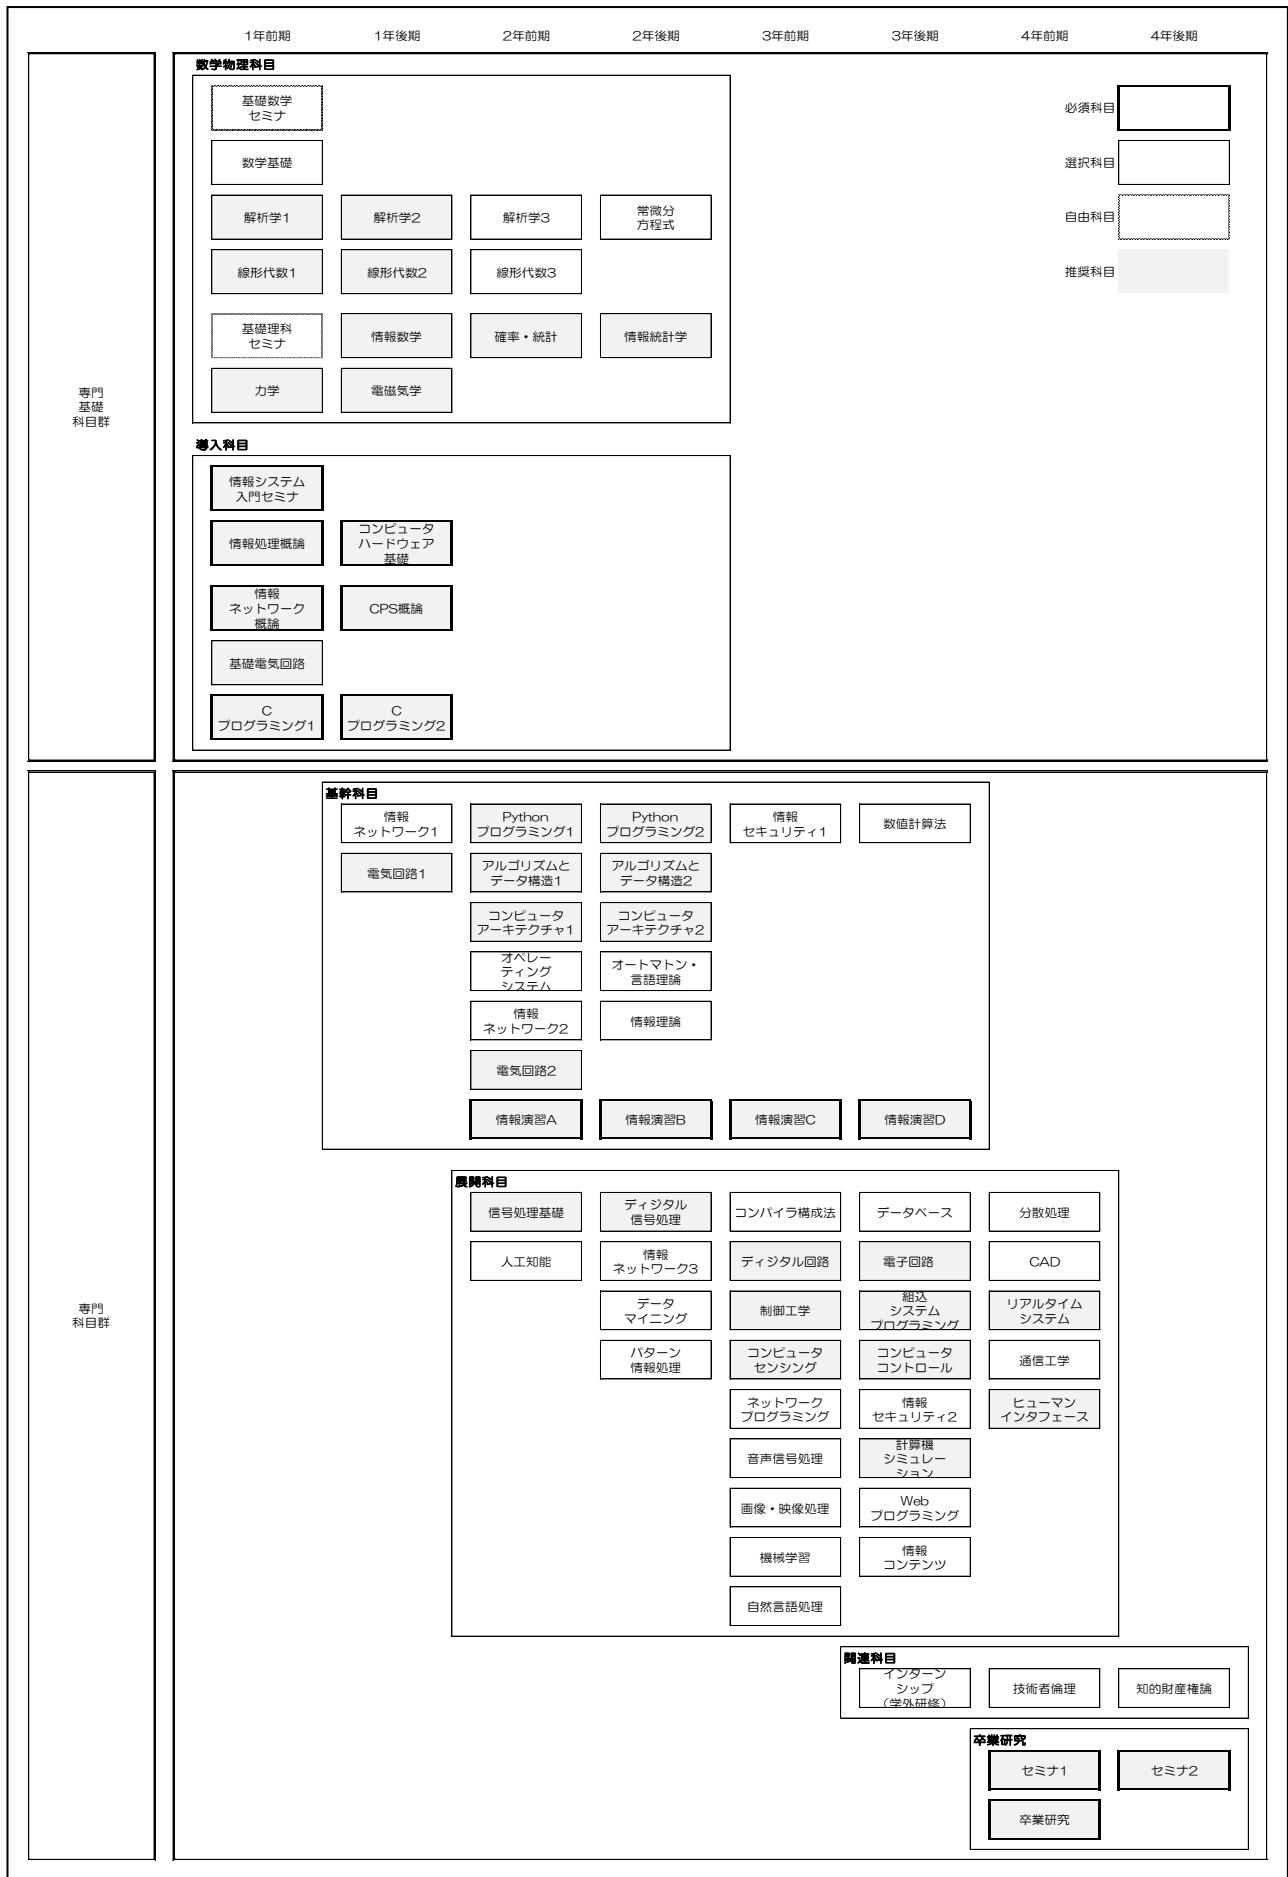 1年前期
1年後期
2年前期
2年後期
3年前期
3年後期
4年前期
4年後期
専門
基礎
科目群
数学物理科目
基礎数学
セミナ
数学基礎
解析学1
解析学2
解析学3
常微分
方程式
線形代数1
線形代数2
線形代数3
基礎理科
セミナ
情報数学
確率・統計
情報統計学
力学
電磁気学
必須科目
選択科目
自由科目
推奨科目
導入科目
情報システム
入門セミナ
情報処理概論
コンピュータ
ハードウェア
基礎
情報
ネットワーク
概論
CPS概論
基礎電気回路
C
プログラミング1
C
プログラミング2
専門
科目群
基幹科目
情報
ネットワーク1
Python
プログラミング1
Python
プログラミング2
情報
セキュリティ1
数値計算法
電気回路1
アルゴリズムと
データ構造1
アルゴリズムと
データ構造2
コンピュータ
アーキテクチャ1
コンピュータ
アーキテクチャ2
オペレー
ティング
システム
オートマトン・
言語理論
情報
ネットワーク2
情報理論
電気回路2
情報演習A
情報演習B
情報演習C
情報演習D
展開科目
信号処理基礎
ディジタル
信号処理
コンパイラ構成法
データベース
分散処理
人工知能
情報
ネットワーク3
ディジタル回路
電子回路
CAD
データ
マイニング
制御工学
組込
システム
プログラミング
リアルタイム
システム
パターン
情報処理
コンピュータ
センシング
コンピュータ
コントロール
通信工学
ネットワーク
プログラミング
情報
セキュリティ2
ヒューマン
インタフェース
音声信号処理
計算機
シミュレー
ション
画像・映像処理
Web
プログラミング
機械学習
情報
コンテンツ
自然言語処理
関連科目
インターン
シップ
(学外研修)
技術者倫理
知的財産権論
卒業研究
セミナ1
セミナ2
卒業研究